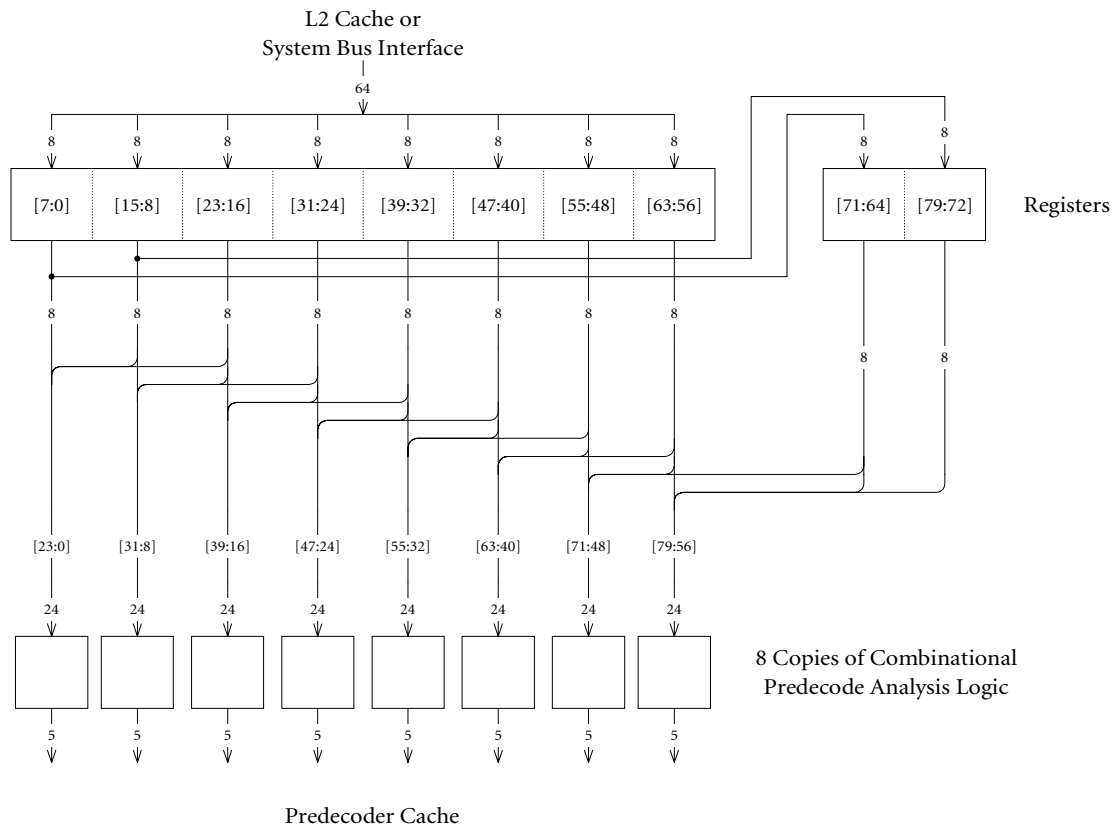 L2 Cache or
System Bus Interface
64
8 8 8 8 8 8 8 8 8 8
[7:0] [15:8] [23:16] [31:24] [39:32] [47:40] [55:48] [63:56] [71:64] [79:72] Registers
8 8 8 8 8 8 8 8
8 8
[23:0] [31:8] [39:16] [47:24] [55:32] [63:40] [71:48] [79:56]
24 24 24 24 24 24 24 24
8 Copies of Combinational
Predecode Analysis Logic
5 5 5 5 5 5 5 5
Predecoder Cache